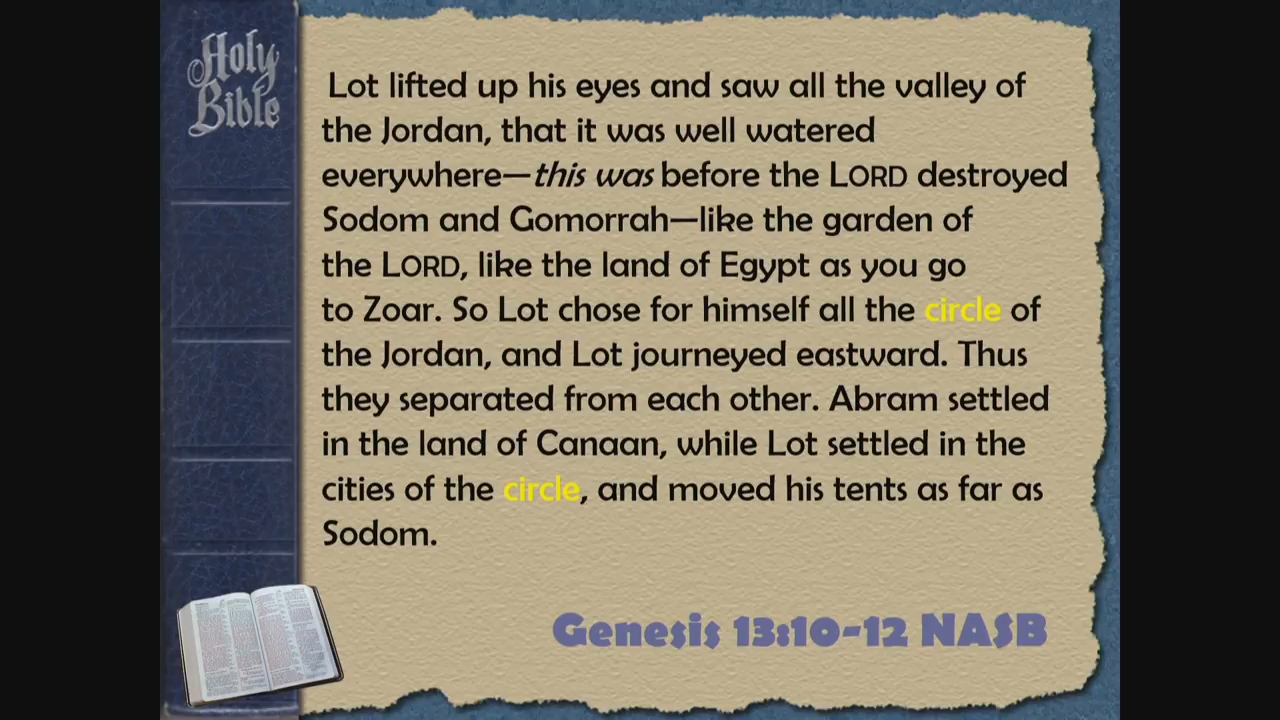 Holy
Bible
Lot lifted up his eyes and saw all the valley of
the Jordan, that it was well watered
everywhere—this was before the LORD destroyed
Sodom and Gomorrah—like the garden of
the LORD, like the land of Egypt as you go
to Zoar. So Lot chose for himself all the circle of
the Jordan, and Lot journeyed eastward. Thus
they separated from each other. Abram settled
in the land of Canaan, while Lot settled in the
cities of the circle, and moved his tents as far as
Sodom.
Genesis 13:10-12 NASB